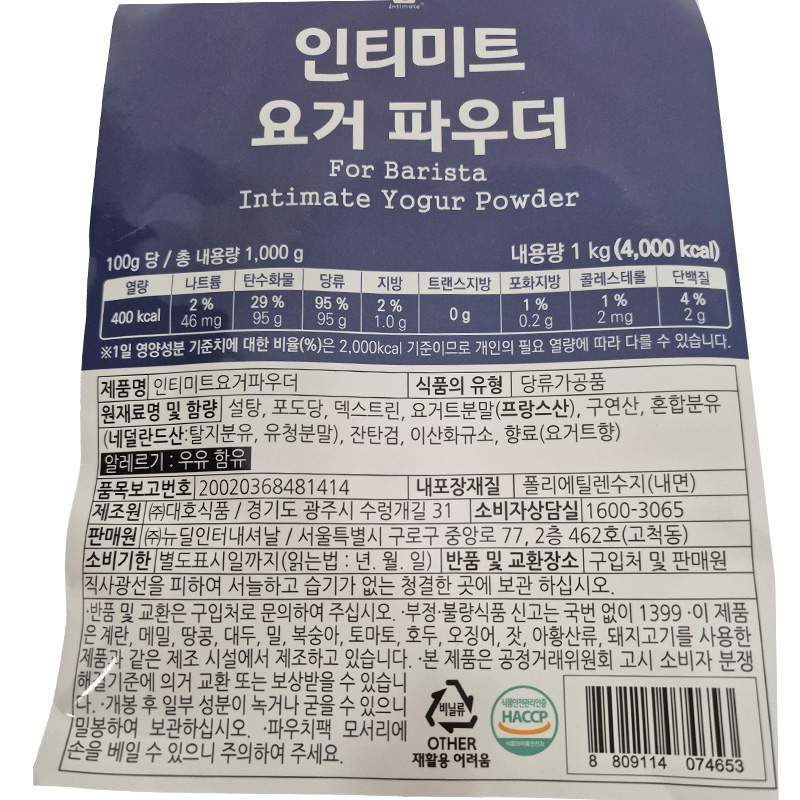 intimate
인티미트
요거 파우더
For Barista
Intimate Yogur Powder
100g 당 / 총 내용량 1,000 g 내용량 1 kg (4,000 kcal)
열량 나트륨 탄수화물 당류 지방 트랜스지방 포화지방 콜레스테롤 단백질
400 kcal 2 % 46 mg 29 % 95 g 95 % 95 g 2 % 1.0 g 0 g 1 % 0.2 g 1 % 2 mg 4 % 2 g
※1일 영양성분 기준치에 대한 비율(%)은 2,000kcal 기준이므로 개인의 필요 열량에 따라 다를 수 있습니다.
제품명 인티미트요거파우더 식품의 유형 당류가공품
원재료명 및 함량 설탕, 포도당, 덱스트린, 요거트분말(프랑스산), 구연산, 혼합분유
(네덜란드산:탈지분유, 유청분말), 잔탄검, 이산화규소, 향료(요거트향)
알레르기 : 우유 함유
품목보고번호 20020368481414 내포장재질 폴리에틸렌수지(내면)
제조원 ㈜대호식품 / 경기도 광주시 수렁개길 31 소비자상담실 1600-3065
판매원 ㈜뉴딜인터내셔날 / 서울특별시 구로구 중앙로 77, 2층 462호(고척동)
소비기한 별도표시일까지(읽는법 : 년. 월. 일) 반품 및 교환장소 구입처 및 판매원
직사광선을 피하여 서늘하고 습기가 없는 청결한 곳에 보관 하십시오.
·반품 및 교환은 구입처로 문의하여 주십시오. ·부정·불량식품 신고는 국번 없이 1399 ·이 제품
은 계란, 메밀, 땅콩, 대두, 밀, 복숭아, 토마토, 호두, 오징어, 잣, 아황산류, 돼지고기를 사용한
제품과 같은 제조 시설에서 제조하고 있습니다. ·본 제품은 공정거래위원회 고시 소비자 분쟁
해결기준에 의거 교환 또는 보상받을 수 있습니
다. ·개봉 후 일부 성분이 녹거나 굳을 수 있으니
밀봉하여 보관하십시오. ·파우치팩 모서리에
손을 베일 수 있으니 주의하여 주세요.
비닐류
OTHER
재활용 어려움
식품안전관리인증
HACCP
식품의약품안전처
8 809114 074653